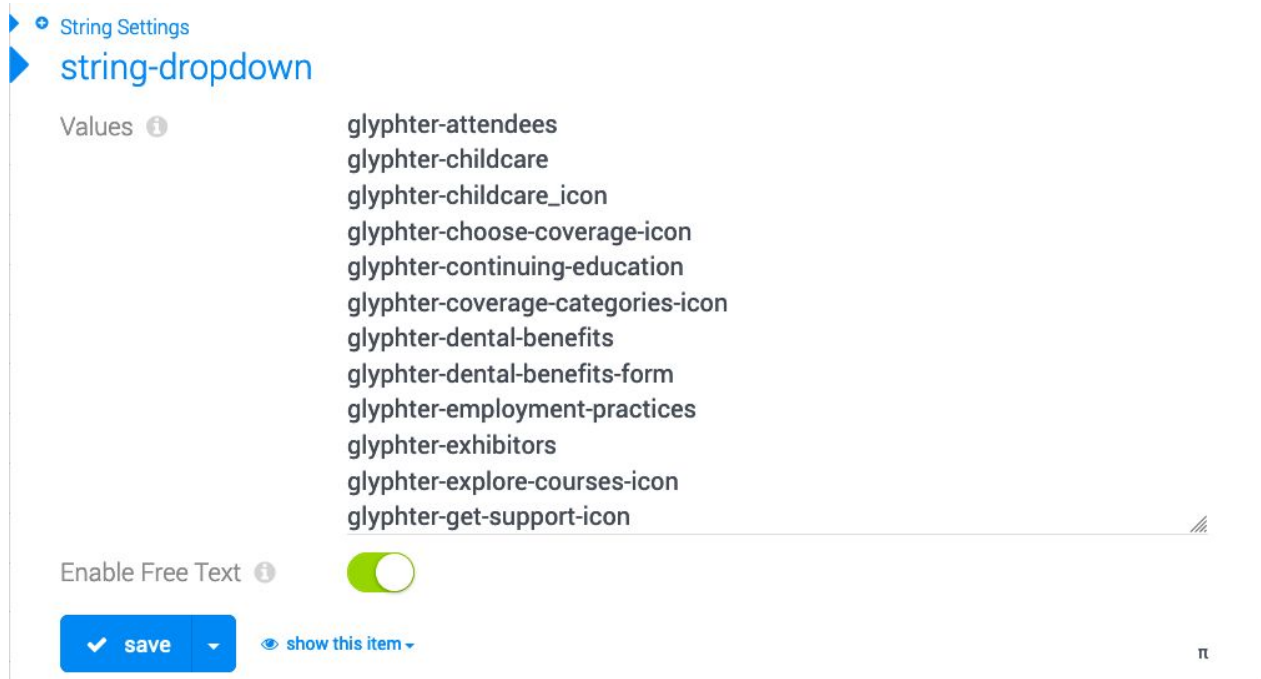 String Settings
string-dropdown
Values
glyphter-attendees
glyphter-childcare
glyphter-childcare_icon
glyphter-choose-coverage-icon
glyphter-continuing-education
glyphter-coverage-categories-icon
glyphter-dental-benefits
glyphter-dental-benefits-form
glyphter-employment-practices
glyphter-exhibitors
glyphter-explore-courses-icon
glyphter-get-support-icon
Enable Free Text
save
show this item
π